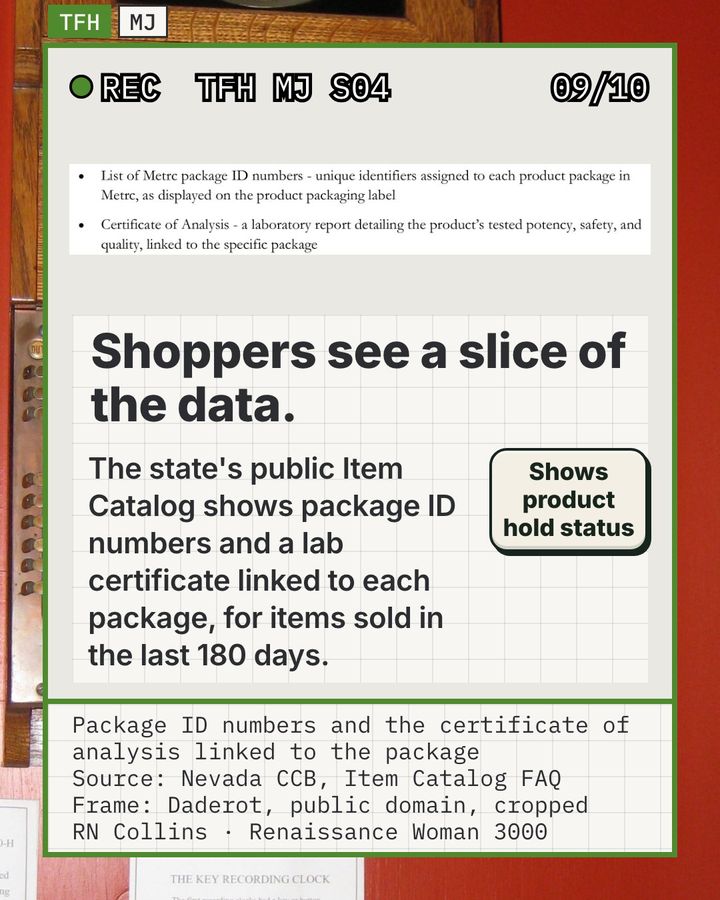 TFH MJ
REC TFH MJ S04 09/10
• List of Metrc package ID numbers - unique identifiers assigned to each product package in
Metrc, as displayed on the product packaging label
• Certificate of Analysis - a laboratory report detailing the product's tested potency, safety, and
quality, linked to the specific package
Shoppers see a slice of
the data.
The state's public Item
Catalog shows package ID
numbers and a lab
certificate linked to each
package, for items sold in
the last 180 days.
Shows
product
hold status
Package ID numbers and the certificate of
analysis linked to the package
Source: Nevada CCB, Item Catalog FAQ
Frame: Daderot, public domain, cropped
RN Collins · Renaissance Woman 3000
THE KEY RECORDING CLOCK